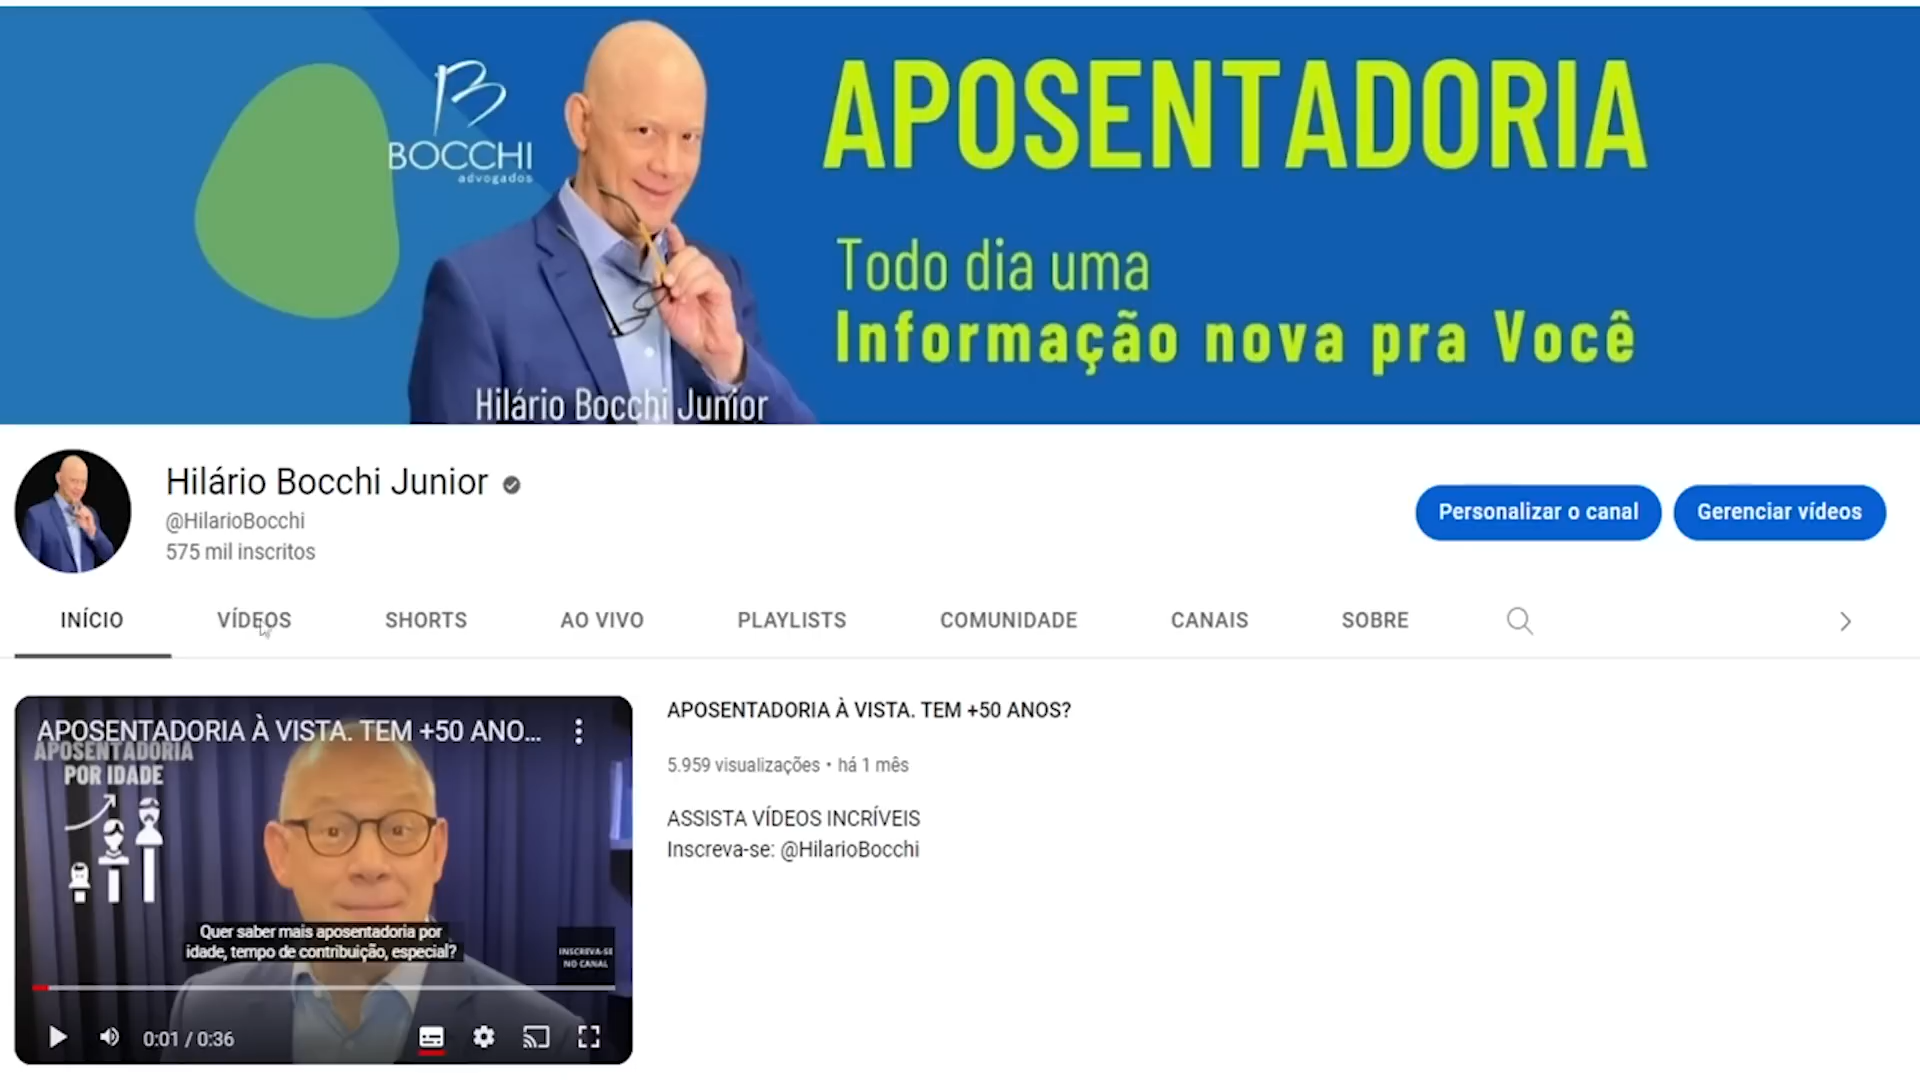 BOCCHI
advogados
APOSENTADORIA
Todo dia uma
Informação nova pra Você
Hilário Bocchi Junior
Hilário Bocchi Junior
@HilarioBocchi
575 mil inscritos
Personalizar o canal
Gerenciar vídeos
INÍCIO
VÍDEOS
SHORTS
AO VIVO
PLAYLISTS
COMUNIDADE
CANAIS
SOBRE
APOSENTADORIA À VISTA. TEM +50 ANO...
APOSENTADORIA
POR IDADE
Quer saber mais aposentadoria por
idade, tempo de contribuição, especial?
INSCREVA-SE
NO CANAL
0:01 / 0:36
APOSENTADORIA À VISTA. TEM +50 ANOS?
5.959 visualizações • há 1 mês
ASSISTA VÍDEOS INCRÍVEIS
Inscreva-se: @HilarioBocchi